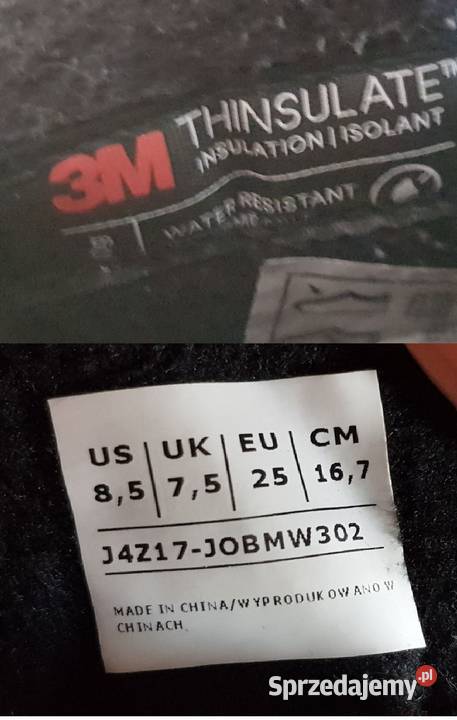 3M THINSULATE™
INSULATION | ISOLANT
WATER RESISTANT
US | UK | EU | CM
8,5 | 7,5 | 25 | 16,7
J4Z17-JOBMW302
MADE IN CHINA/WYPRODUKOWANO W
CHINACH
Sprzedajemy.pl